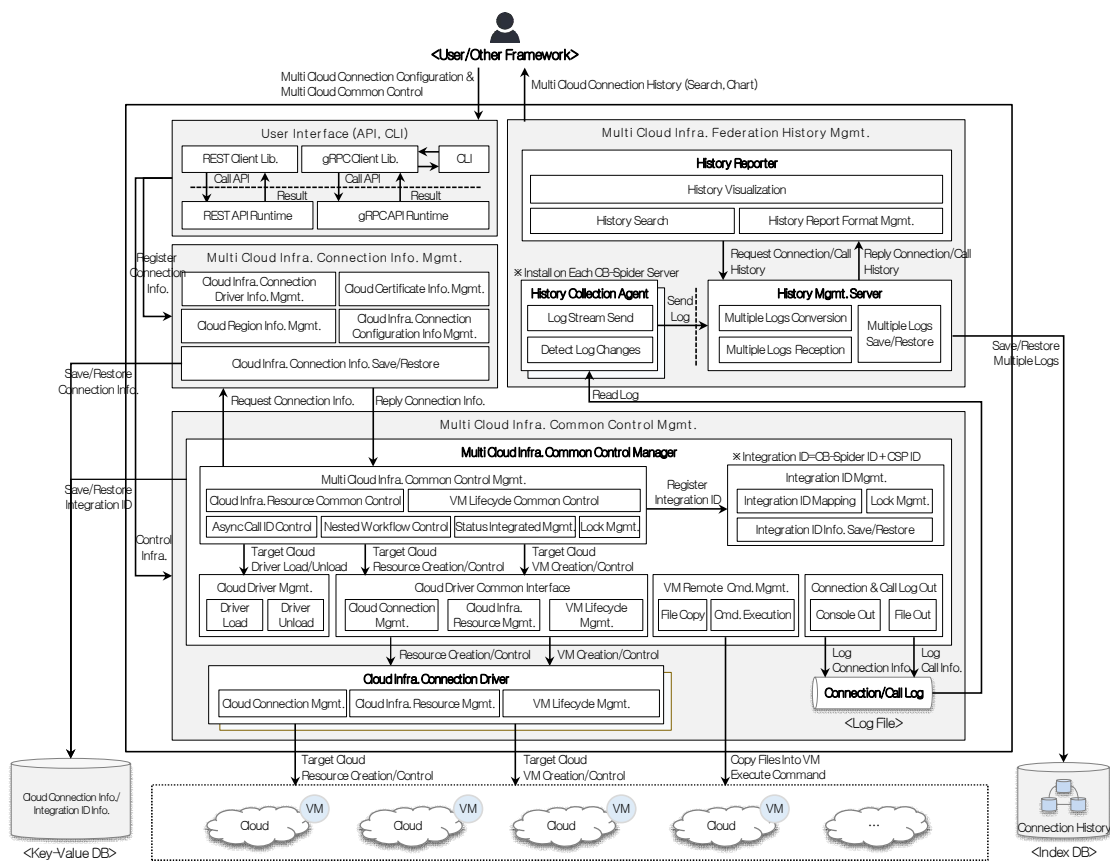 <User/Other Framework>
Multi Cloud Connection Configuration &
Multi Cloud Common Control
Multi Cloud Connection History (Search, Chart)
User Interface (API, CLI)
REST Client Lib.
gRPC Client Lib.
CLI
Call API
Call API
Result
Result
REST API Runtime
gRPC API Runtime
Multi Cloud Infra. Federation History Mgmt.
History Reporter
History Visualization
History Search
History Report Format Mgmt.
Request Connection/Call
History
Reply Connection/Call
History
Register
Connection
Info.
Multi Cloud Infra. Connection Info. Mgmt.
Cloud Infra. Connection
Driver Info. Mgmt.
Cloud Certificate Info. Mgmt.
Cloud Region Info. Mgmt.
Cloud Infra. Connection
Configuration Info Mgmt.
Cloud Infra. Connection Info. Save/Restore
※ Install on Each CB-Spider Server
History Collection Agent
Log Stream Send
Detect Log Changes
Send
Log
History Mgmt. Server
Multiple Logs Conversion
Multiple Logs Reception
Multiple Logs
Save/Restore
Save/Restore
Multiple Logs
Save/Restore
Connection Info.
Request Connection Info.
Reply Connection Info.
Read Log
Multi Cloud Infra. Common Control Mgmt.
Multi Cloud Infra. Common Control Manager
※ Integration ID=CB-Spider ID + CSP ID
Multi Cloud Infra. Common Control Mgmt.
Cloud Infra. Resource Common Control
VM Lifecycle Common Control
Async Call ID Control
Nested Workflow Control
Status Integrated Mgmt.
Lock Mgmt.
Register
Integration ID
Integration ID Mgmt.
Integration ID Mapping
Lock Mgmt.
Integration ID Info. Save/Restore
Save/Restore
Integration ID
Control
Infra.
Target Cloud
Driver Load/Unload
Target Cloud
Resource Creation/Control
Target Cloud
VM Creation/Control
Cloud Driver Mgmt.
Driver
Load
Driver
Unload
Cloud Driver Common Interface
Cloud Connection
Mgmt.
Cloud Infra.
Resource Mgmt.
VM Lifecycle
Mgmt.
VM Remote Cmd. Mgmt.
File Copy
Cmd. Execution
Connection & Call Log Out
Console Out
File Out
Resource Creation/Control
VM Creation/Control
Log
Connection Info.
Log
Call Info.
Cloud Infra. Connection Driver
Cloud Connection Mgmt.
Cloud Infra. Resource Mgmt.
VM Lifecycle Mgmt.
Connection/Call Log
<Log File>
Target Cloud
Resource Creation/Control
Target Cloud
VM Creation/Control
Copy Files Into VM
Execute Command
Cloud Connection Info./
Integration ID Info.
<Key-Value DB>
Cloud
VM
Cloud
VM
Cloud
VM
Cloud
VM
...
Connection History
<Index DB>